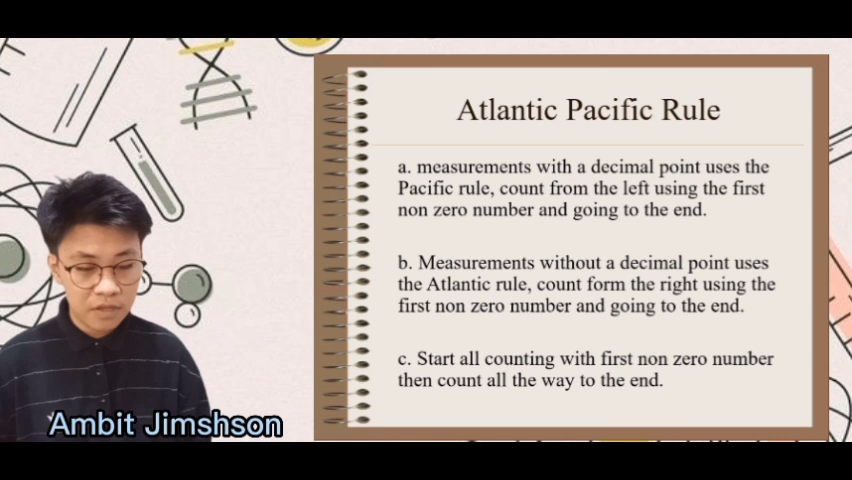 Atlantic Pacific Rule
a. measurements with a decimal point uses the
Pacific rule, count from the left using the first
non zero number and going to the end.
b. Measurements without a decimal point uses
the Atlantic rule, count form the right using the
first non zero number and going to the end.
c. Start all counting with first non zero number
then count all the way to the end.
Ambit Jimshson